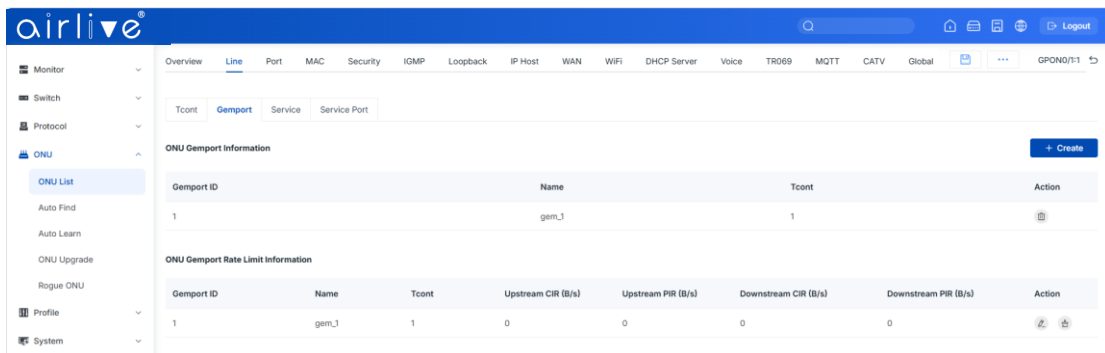 airlive®
Logout
Monitor
Switch
Protocol
ONU
ONU List
Auto Find
Auto Learn
ONU Upgrade
Rogue ONU
Profile
System
Overview Line Port MAC Security IGMP Loopback IP Host WAN WiFi DHCP Server Voice TR069 MQTT CATV Global ... GPON0/1:1
Tcont Gemport Service Service Port
ONU Gemport Information
+ Create
Gemport ID Name Tcont Action
1 gem_1 1
ONU Gemport Rate Limit Information
Gemport ID Name Tcont Upstream CIR (B/s) Upstream PIR (B/s) Downstream CIR (B/s) Downstream PIR (B/s) Action
1 gem_1 1 0 0 0 0